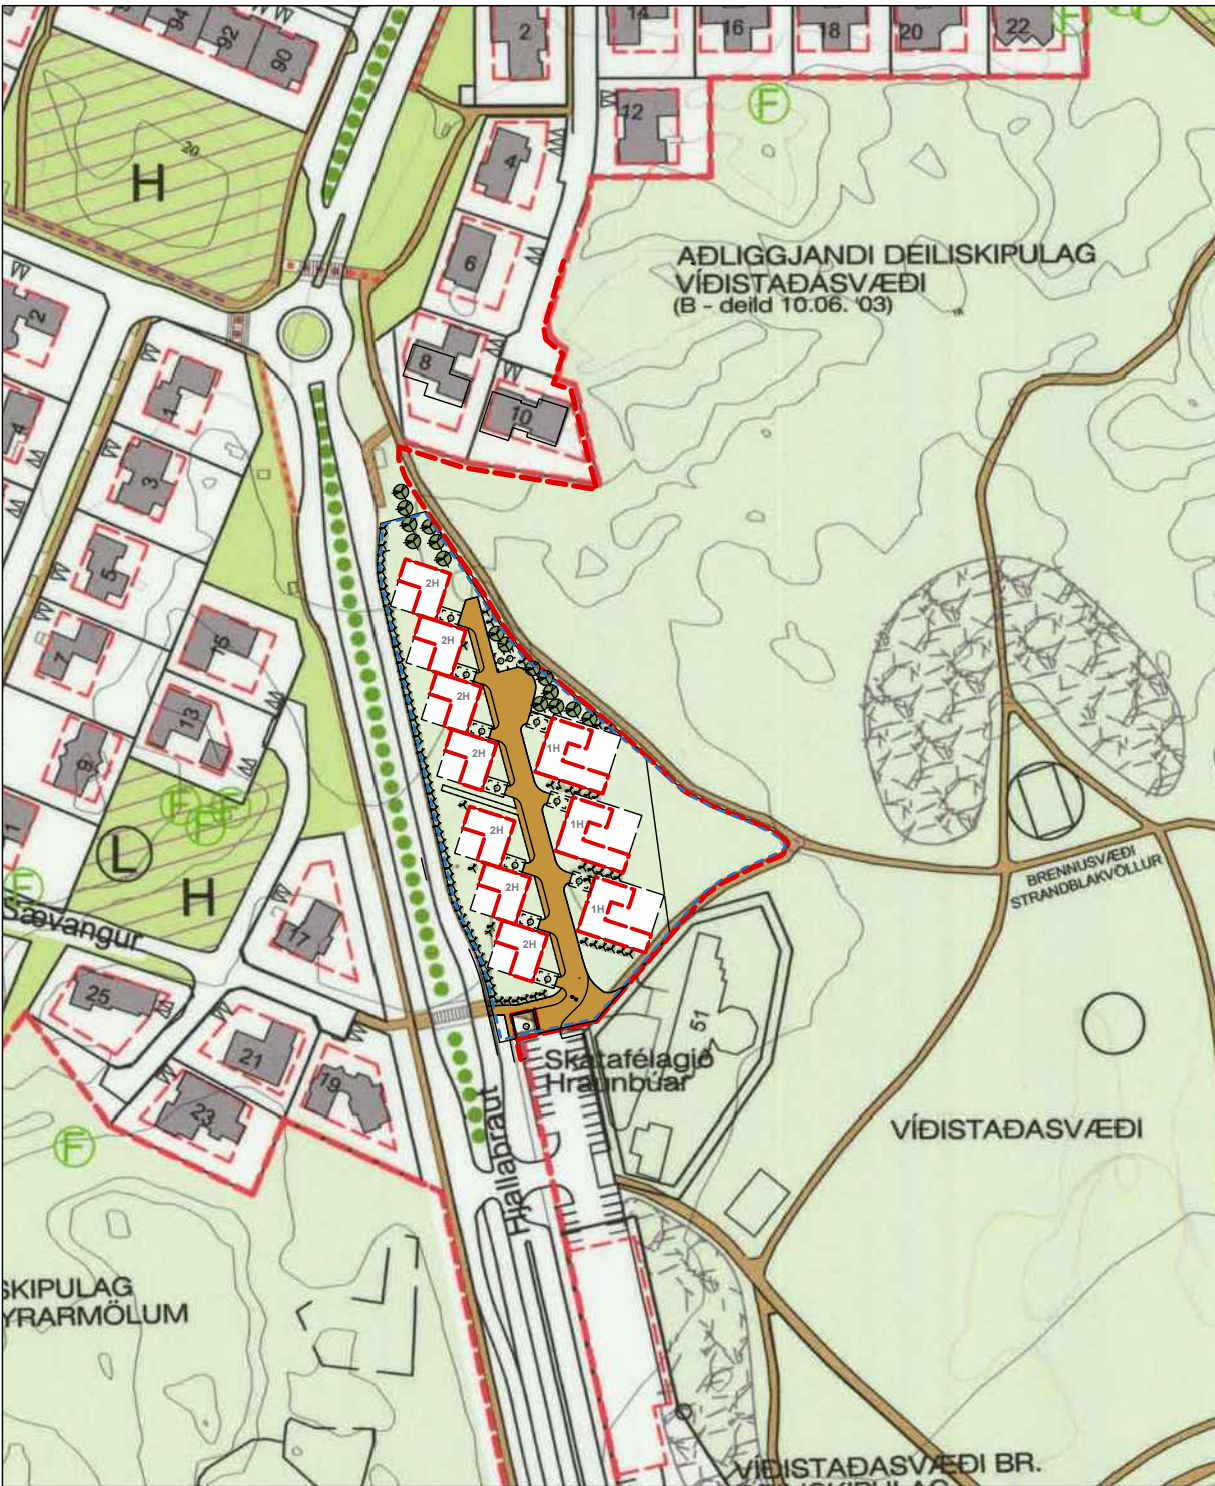 94
92
90
2
14
16
18
20
22
F
12
F
4
H
20
6
AÐLIGGJANDI DEILISKIPULAG
VÍÐISTAÐASVÆÐI
(B - deild 10.06. '03)
2
8
1
10
4
3
5
2H
15
2H
7
2H
13
2H
1H
9
F
F
F
2H
1H
L
H
F
2H
1H
BRENNUSVÆÐI
STRANDBLAKVÖLLUR
Sævangur
17
2H
25
51
21
Skátafélagið
Hraunbúar
19
23
Hjallabraut
VÍÐISTAÐASVÆÐI
F
SKIPULAG
YRARMÖLUM
VÍÐISTAÐASVÆÐI BR.